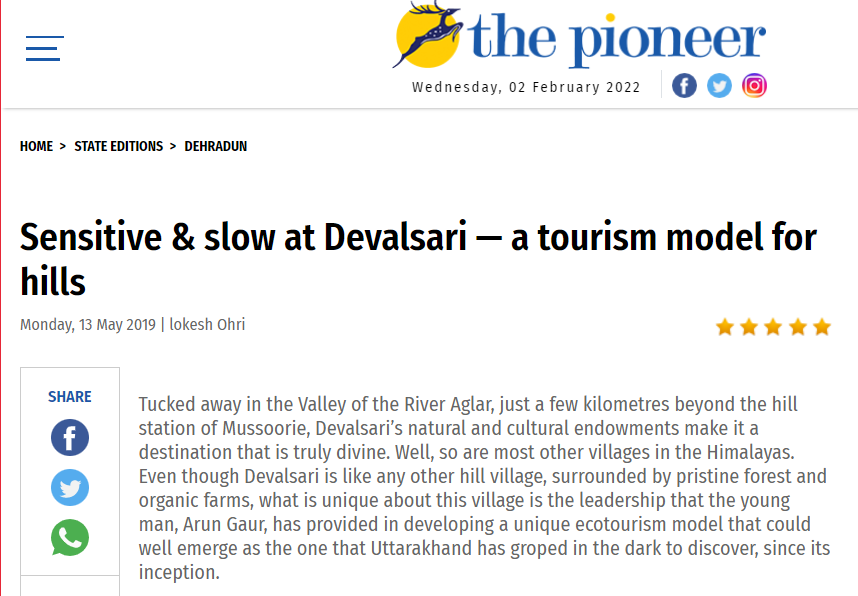 the pioneer
Wednesday, 02 February 2022
HOME > STATE EDITIONS > DEHRADUN
Sensitive & slow at Devalsari — a tourism model for
hills
Monday, 13 May 2019 | lokesh Ohri
SHARE
Tucked away in the Valley of the River Aglar, just a few kilometres beyond the hill
station of Mussoorie, Devalsari’s natural and cultural endowments make it a
destination that is truly divine. Well, so are most other villages in the Himalayas.
Even though Devalsari is like any other hill village, surrounded by pristine forest and
organic farms, what is unique about this village is the leadership that the young
man, Arun Gaur, has provided in developing a unique ecotourism model that could
well emerge as the one that Uttarakhand has groped in the dark to discover, since its
inception.